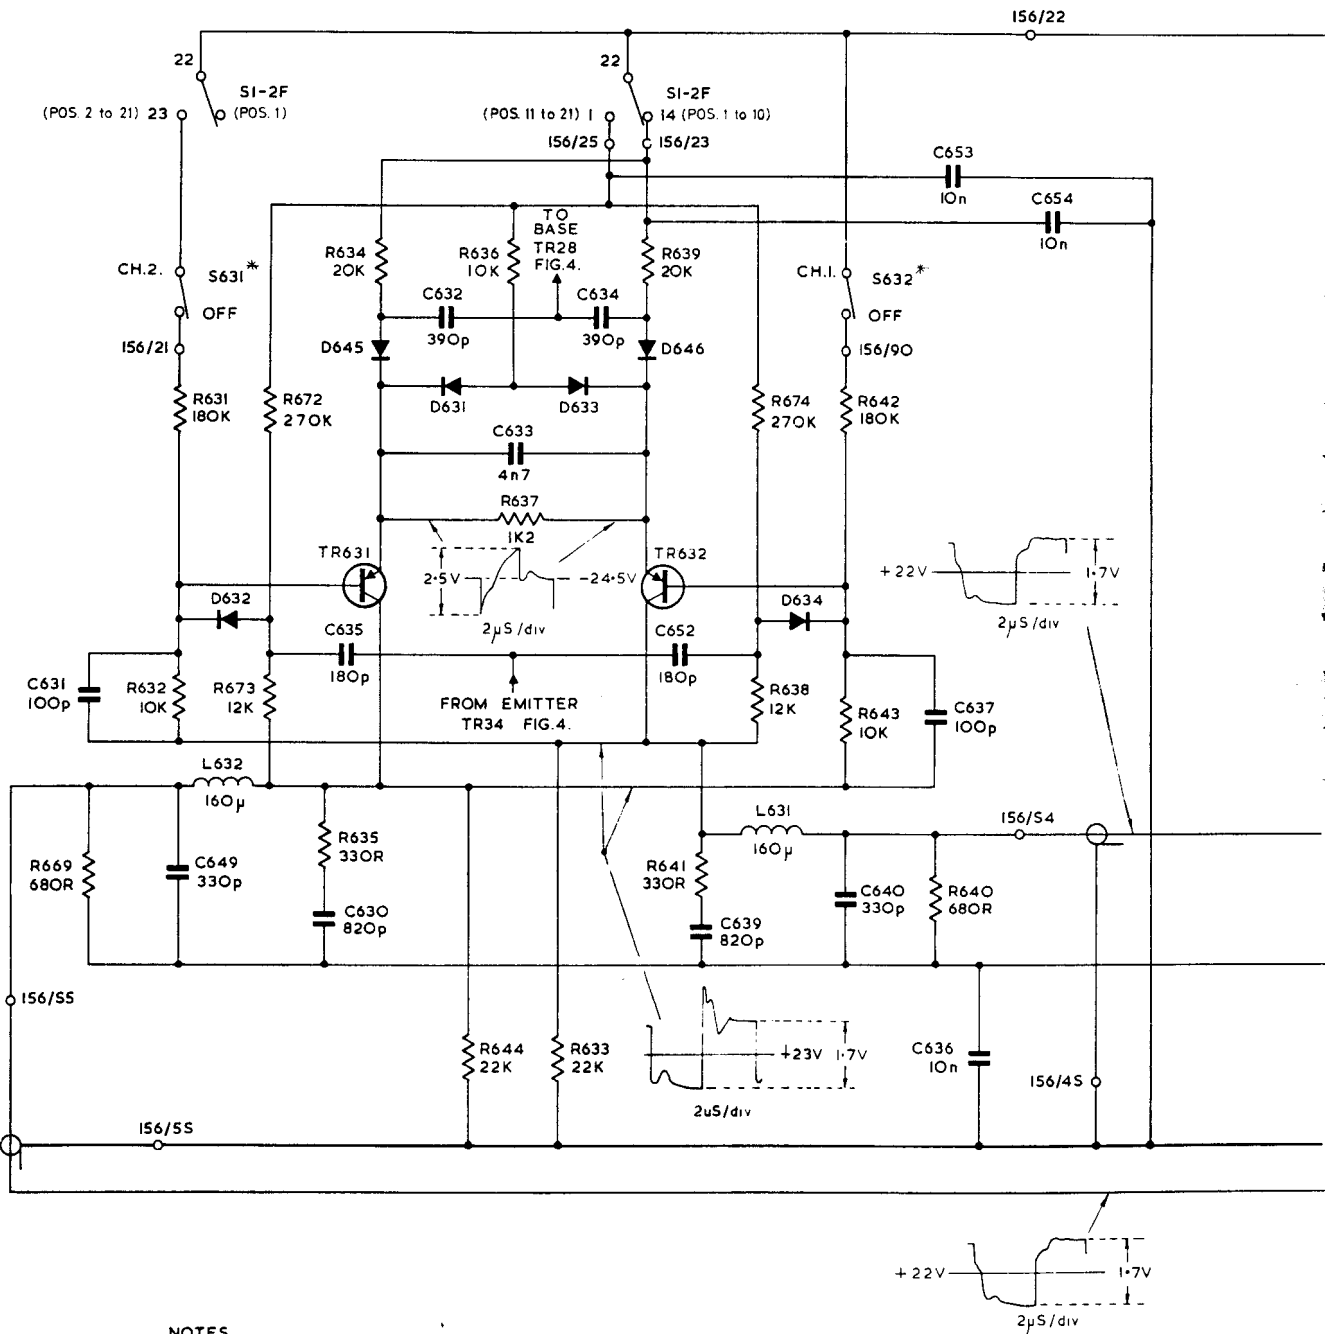 156/22
22
22
S1-2F
S1-2F
(POS. 2 to 21) 23
(POS. 1)
(POS. 11 to 21) 1
14 (POS. 1 to 10)
156/25
156/23
C653
10n
C654
10n
TO
BASE
TR28
FIG.4.
R634
20K
R636
10K
R639
20K
CH.2.
S631*
OFF
CH.1.
S632*
OFF
C632
390p
C634
390p
156/21
D645
D646
156/90
R631
180K
R672
270K
D631
D633
R674
270K
R642
180K
C633
4n7
R637
1K2
TR631
TR632
2·5V
-24·5V
2µS/div
+22V
1·7V
2µS/div
D632
D634
C635
180p
C652
180p
C631
100p
R632
10K
R673
12K
FROM EMITTER
TR34 FIG.4.
R638
12K
R643
10K
C637
100p
L632
160µ
L631
160µ
156/S4
R669
680R
C649
330p
R635
330R
C630
820p
R641
330R
C639
820p
C640
330p
R640
680R
156/S5
R644
22K
R633
22K
+23V
1·7V
2uS/div
C636
10n
156/4S
156/5S
+22V
1·7V
2µS/div
NOTES